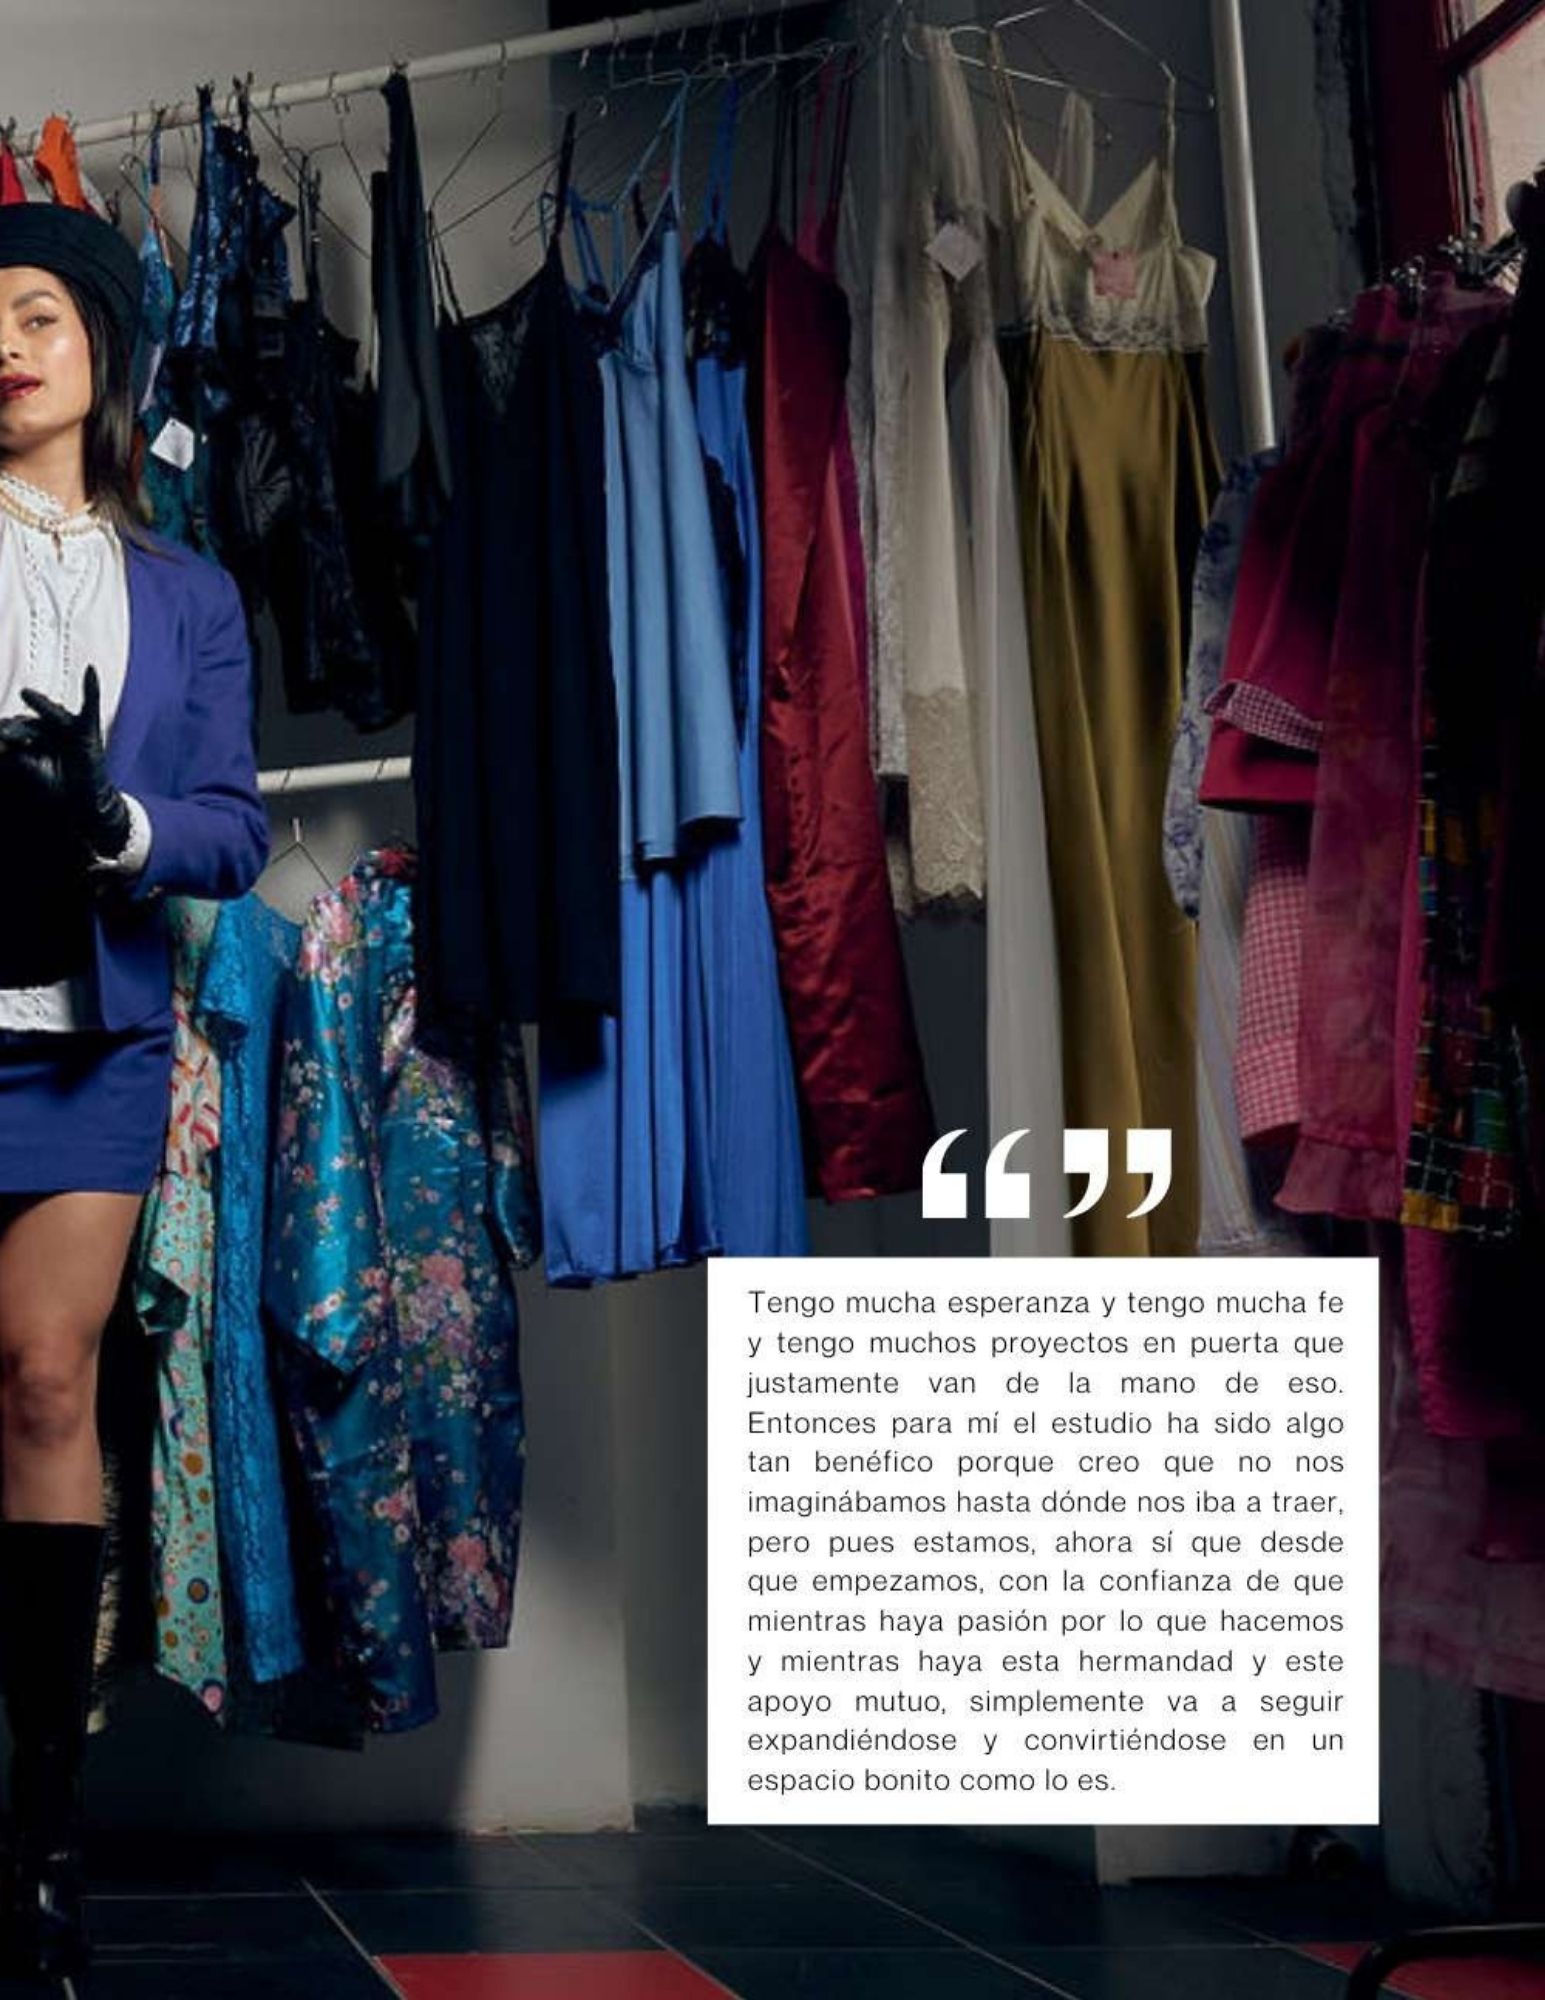 “”
Tengo mucha esperanza y tengo mucha fe
y tengo muchos proyectos en puerta que
justamente van de la mano de eso.
Entonces para mí el estudio ha sido algo
tan benéfico porque creo que no nos
imaginábamos hasta dónde nos iba a traer,
pero pues estamos, ahora sí que desde
que empezamos, con la confianza de que
mientras haya pasión por lo que hacemos
y mientras haya esta hermandad y este
apoyo mutuo, simplemente va a seguir
expandiéndose y convirtiéndose en un
espacio bonito como lo es.